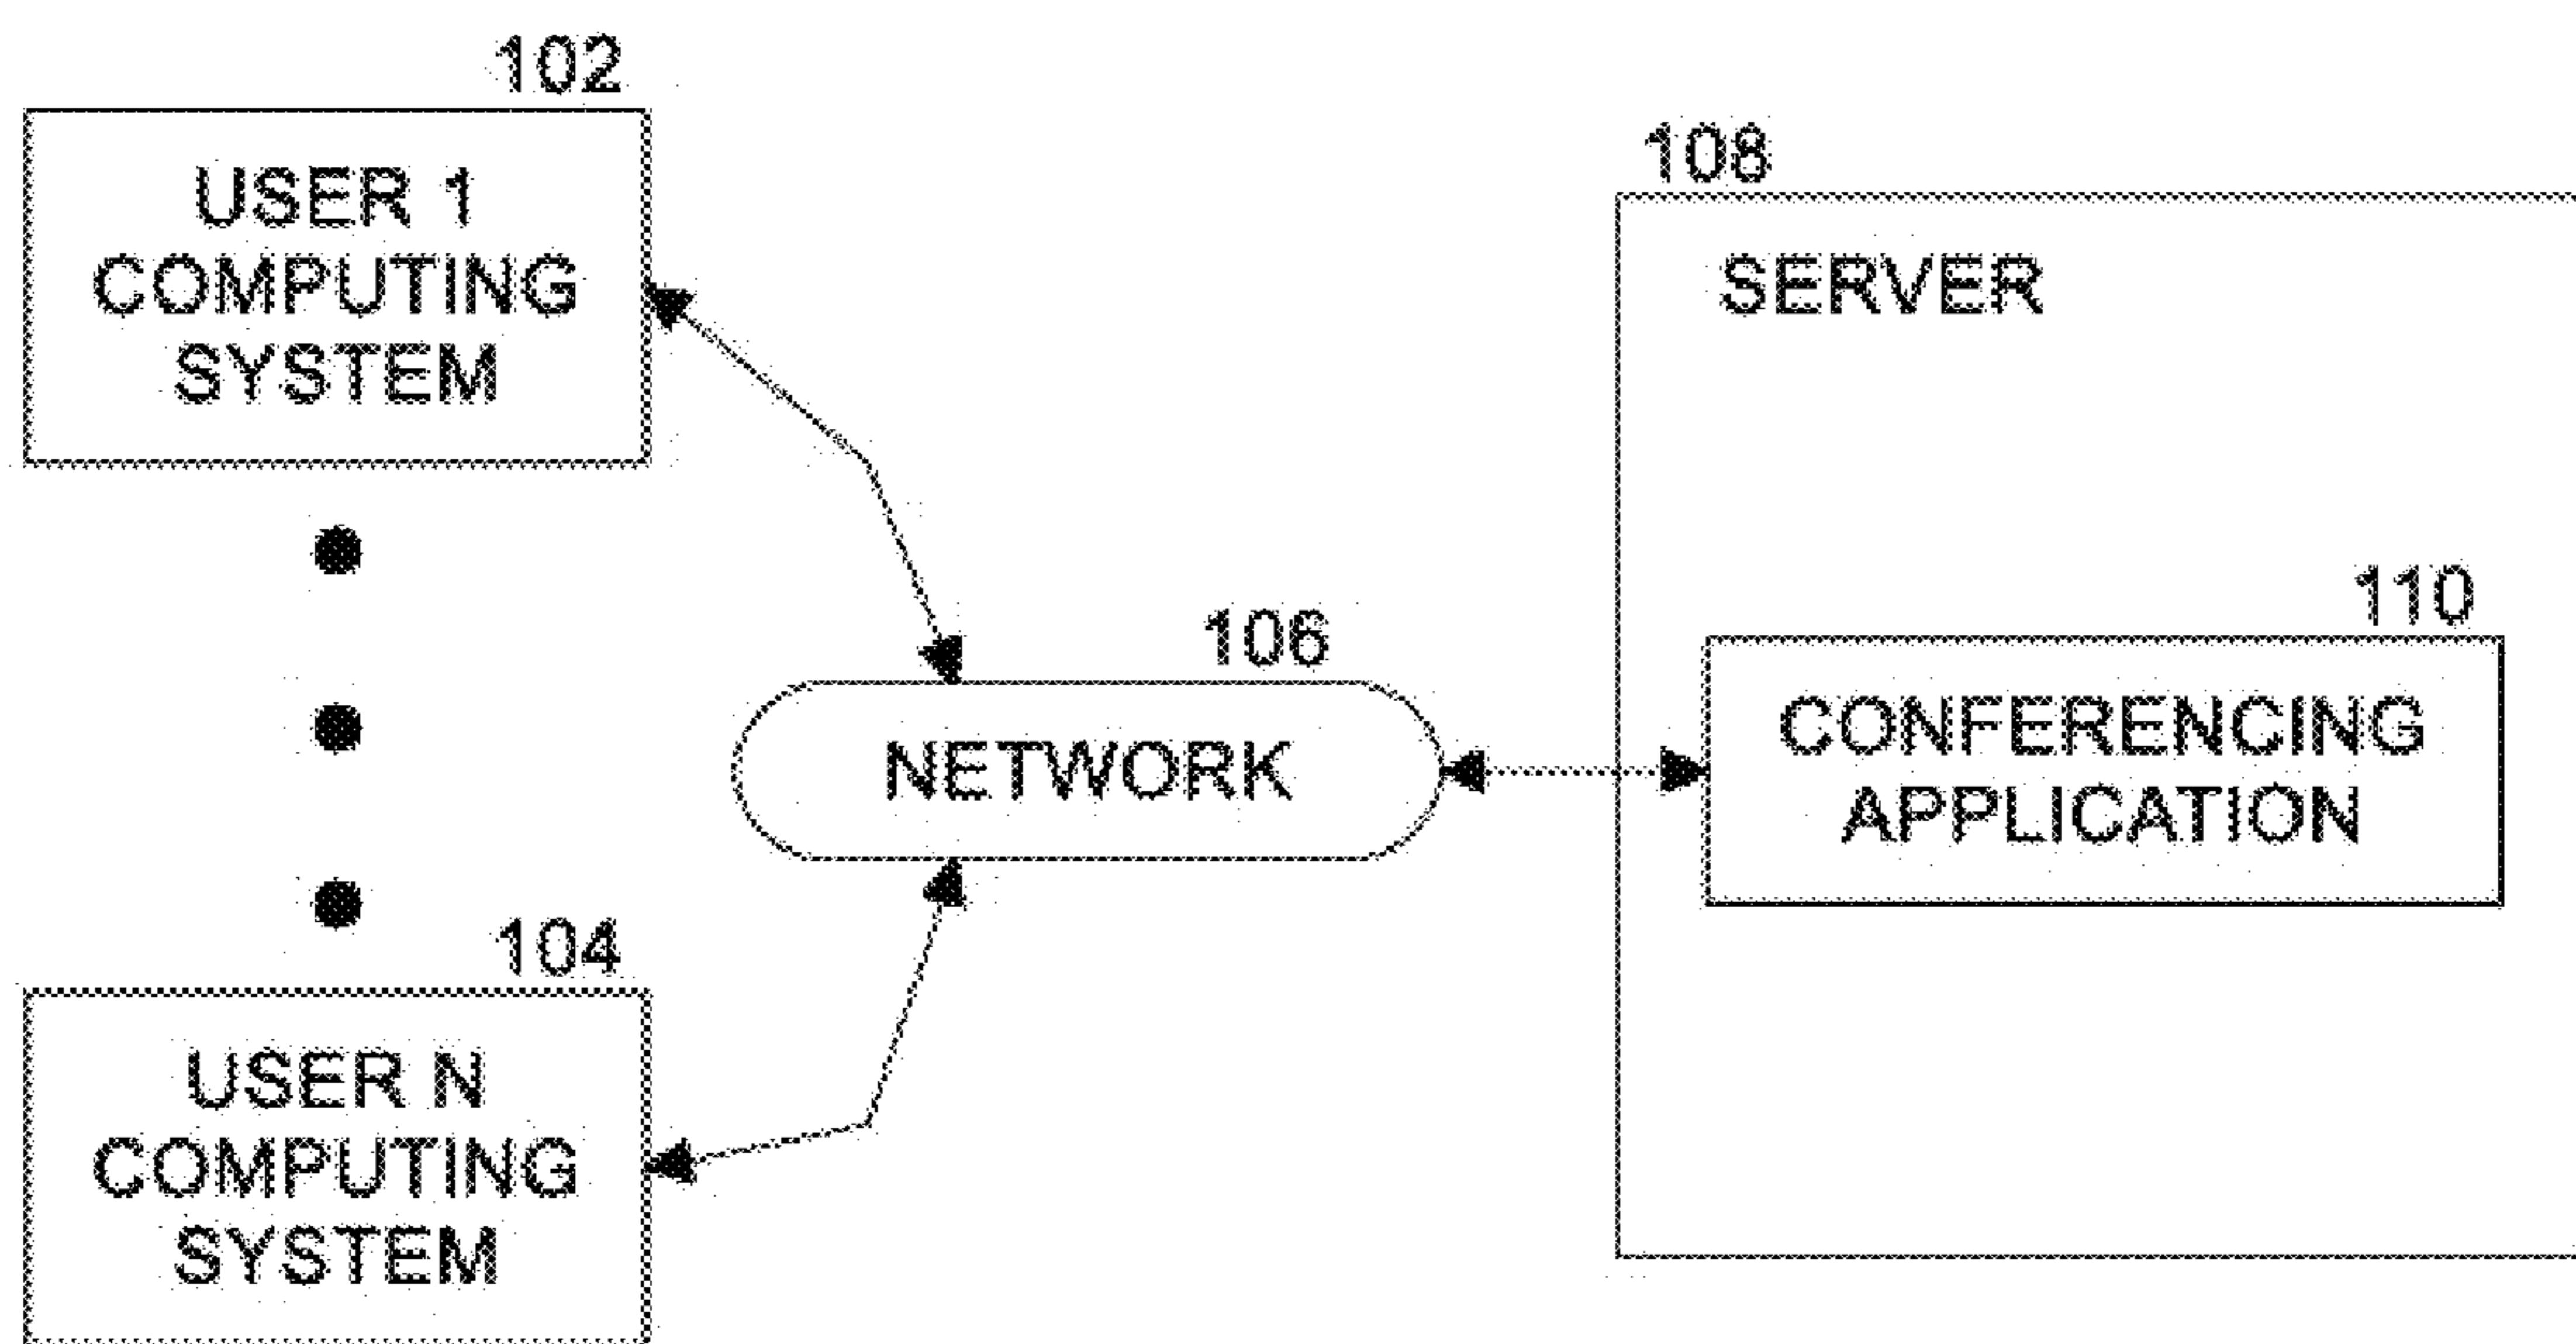 102
USER 1
COMPUTING
SYSTEM
108
SERVER
106
NETWORK
110
CONFERENCING
APPLICATION
104
USER N
COMPUTING
SYSTEM